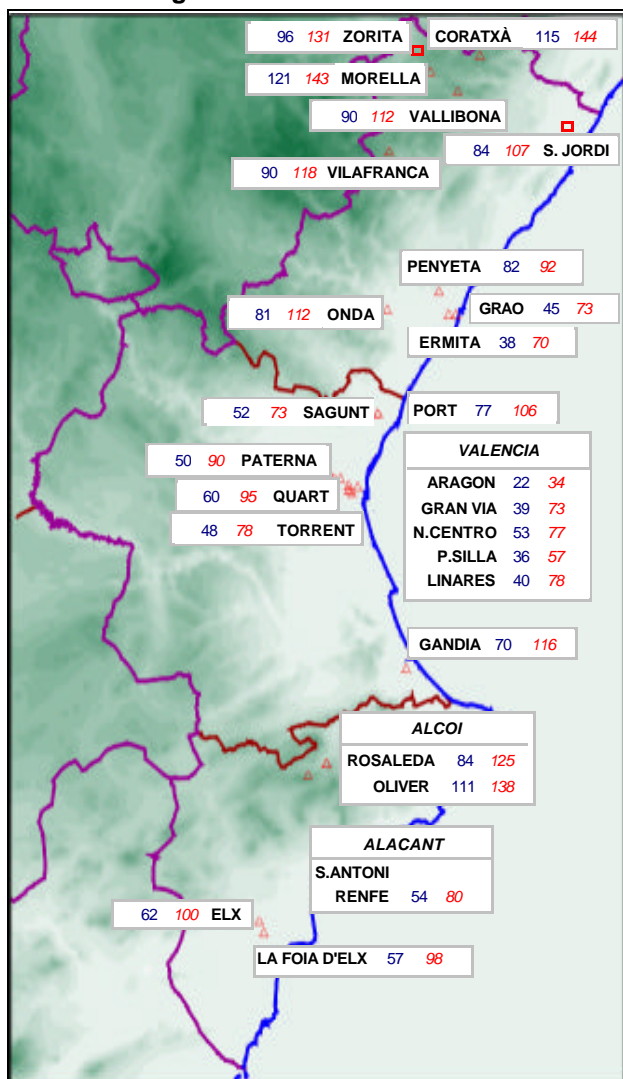 96 131 ZORITA
CORATXÀ 115 144
121 143 MORELLA
90 112 VALLIBONA
84 107 S. JORDI
90 118 VILAFRANCA
PENYETA 82 92
81 112 ONDA
GRAO 45 73
ERMITA 38 70
52 73 SAGUNT
PORT 77 106
50 90 PATERNA
60 95 QUART
48 78 TORRENT
VALENCIA
ARAGON 22 34
GRAN VIA 39 73
N.CENTRO 53 77
P.SILLA 36 57
LINARES 40 78
GANDIA 70 116
ALCOI
ROSALEDA 84 125
OLIVER 111 138
ALACANT
S.ANTONI
RENFE 54 80
62 100 ELX
LA FOIA D'ELX 57 98